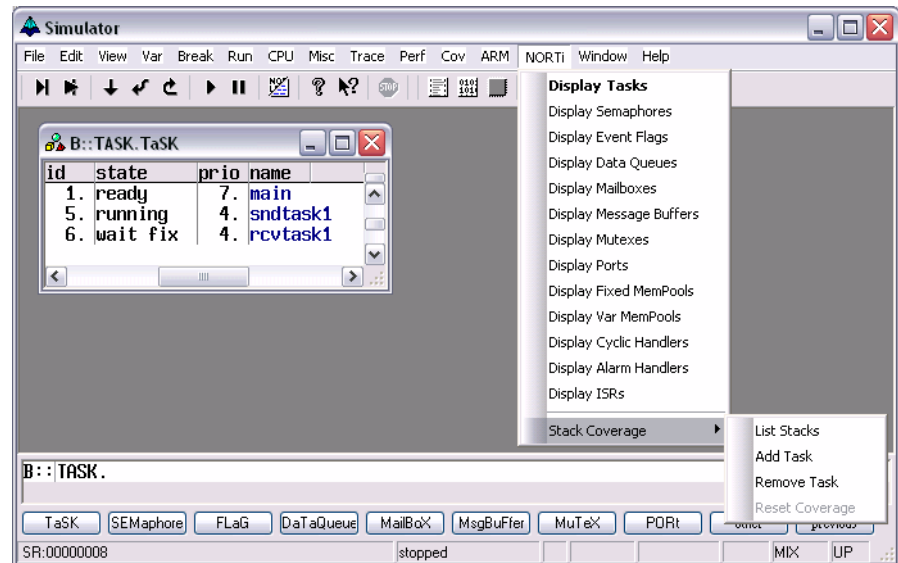 Simulator
File Edit View Var Break Run CPU Misc Trace Perf Cov ARM NORTi Window Help
STOP
Display Tasks
Display Semaphores
Display Event Flags
Display Data Queues
Display Mailboxes
Display Message Buffers
Display Mutexes
Display Ports
Display Fixed MemPools
Display Var MemPools
Display Cyclic Handlers
Display Alarm Handlers
Display ISRs
Stack Coverage
List Stacks
Add Task
Remove Task
Reset Coverage
B::TASK.TaSK
id state prio name
1. ready 7. main
5. running 4. sndtask1
6. wait fix 4. rcvtask1
B::TASK.
TaSK SEMaphore FLaG DaTaQueue MailBoX MsgBuFfer MuTeX PORt other previous
SR:00000008 stopped MIX UP